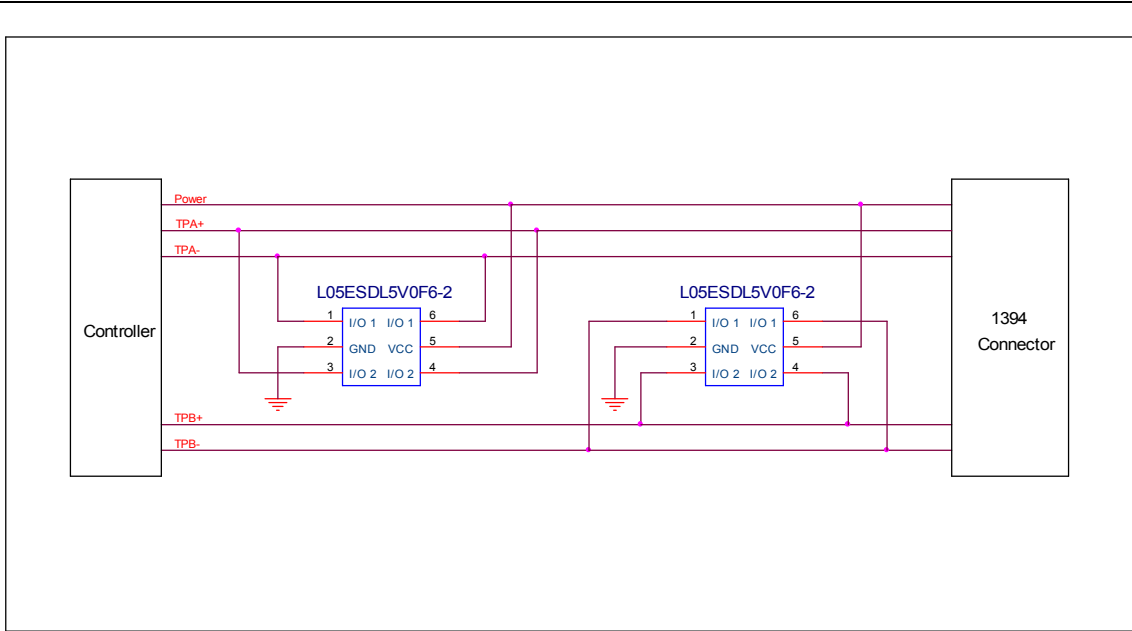 Power
TPA+
TPA-
L05ESDL5V0F6-2
L05ESDL5V0F6-2
1 I/O 1 I/O 1 6
2 GND VCC 5
3 I/O 2 I/O 2 4
1 I/O 1 I/O 1 6
2 GND VCC 5
3 I/O 2 I/O 2 4
Controller
1394
Connector
TPB+
TPB-